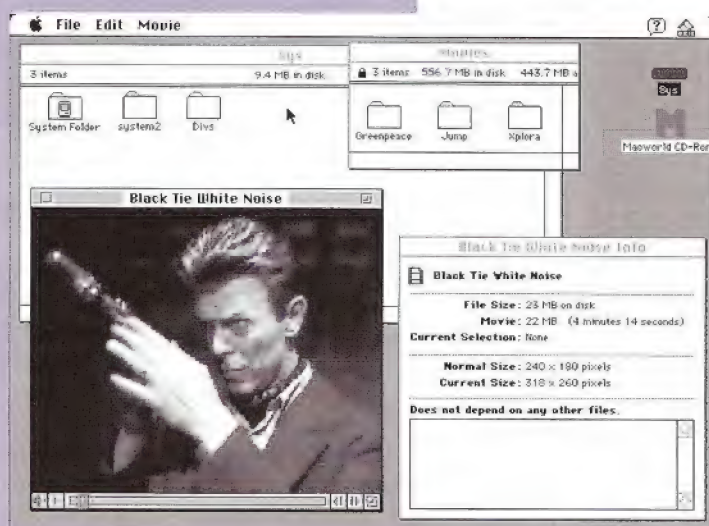 File Edit Movie
Sys
3 items 9.4 MB in disk
System Folder system2 Divs
Movies
3 items 556.7 MB in disk 443.7 MB a
Greenpeace Jump Xplora
Sys
Macworld CD-Rom
Black Tie White Noise
Black Tie White Noise Info
Black Tie White Noise
File Size: 23 MB on disk
Movie: 22 MB (4 minutes 14 seconds)
Current Selection: None
Normal Size: 240 x 180 pixels
Current Size: 318 x 260 pixels
Does not depend on any other files.